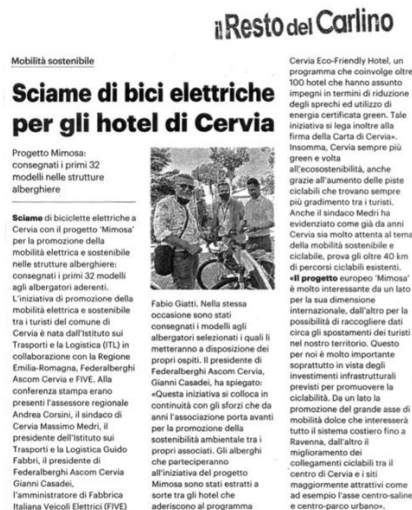 il Resto del Carlino
Mobilità sostenibile
Sciame di bici elettriche
per gli hotel di Cervia
Progetto Mimosa:
consegnati i primi 32
modelli nelle strutture
alberghiere
Sciame di biciclette elettriche a
Cervia con il progetto 'Mimosa'
per la promozione della
mobilità elettrica e sostenibile
nelle strutture alberghiere:
consegnati i primi 32 modelli
agli albergatori aderenti.
L'iniziativa di promozione della
mobilità elettrica e sostenibile
tra i turisti del comune di
Cervia è nata dall'Istituto sui
Trasporti e la Logistica (ITL) in
collaborazione con la Regione
Emilia-Romagna, Federalberghi
Ascom Cervia e FIVE. Alla
conferenza stampa erano
presenti l'assessore regionale
Andrea Corsini, il sindaco di
Cervia Massimo Medri, il
presidente dell'Istituto sui
Trasporti e la Logistica Guido
Fabbri, il presidente di
Federalberghi Ascom Cervia
Gianni Casadei,
l'amministratore di Fabbrica
Italiana Veicoli Elettrici (FIVE)
Fabio Giatti. Nella stessa
occasione sono stati
consegnati i modelli agli
albergatori selezionati i quali li
metteranno a disposizione dei
propri ospiti. Il presidente di
Federalberghi Ascom Cervia,
Gianni Casadei, ha spiegato:
«Questa iniziativa si colloca in
continuità con gli sforzi che da
anni l'associazione porta avanti
per la promozione della
sostenibilità ambientale tra i
propri associati. Gli alberghi
che parteciperanno
all'iniziativa del progetto
Mimosa sono stati estratti a
sorte tra gli hotel che
aderiscono al programma
Cervia Eco-Friendly Hotel, un
programma che coinvolge oltre
100 hotel che hanno assunto
impegni in termini di riduzione
degli sprechi ed utilizzo di
energia certificata green. Tale
iniziativa si lega inoltre alla
firma della Carta di Cervia».
Insomma, Cervia sempre più
green e volta
all'ecosostenibilità, anche
grazie all'aumento delle piste
ciclabili che trovano sempre
più gradimento tra i turisti.
Anche il sindaco Medri ha
evidenziato come già da anni
Cervia sia molto attenta al tema
della mobilità sostenibile e
ciclabile, prova gli oltre 40 km
di percorsi ciclabili esistenti.
«Il progetto europeo 'Mimosa'
è molto interessante da un lato
per la sua dimensione
internazionale, dall'altro per la
possibilità di raccogliere dati
circa gli spostamenti dei turisti
nel nostro territorio. Questo
per noi è molto importante
soprattutto in vista degli
investimenti infrastrutturali
previsti per promuovere la
ciclabilità. Da un lato la
promozione del grande asse di
mobilità dolce che interesserà
tutto il sistema costiero fino a
Ravenna, dall'altro il
miglioramento dei
collegamenti ciclabili tra il
centro di Cervia e i siti
maggiormente attrattivi come
ad esempio l'asse centro-saline
e centro-parco urbano».